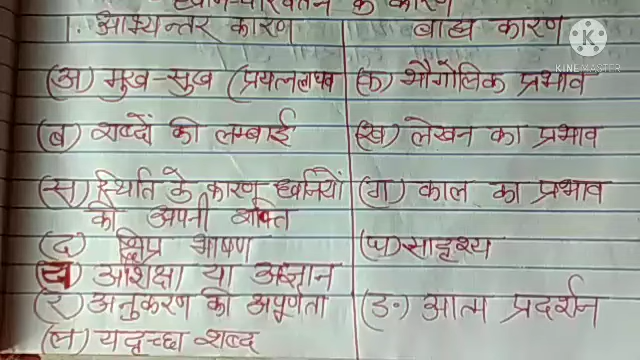 ध्वनि-परिवर्तन के कारण
1. आभ्यन्तर कारण
बाह्य कारण
(अ) मुख-सुख (प्रयत्नलाघव
(क) भौगोलिक प्रभाव
(ब) शब्दों की लम्बाई
(ख) लेखन का प्रभाव
(स) स्थिति के कारण ध्वनियों
की अपनी शक्ति
(ग) काल का प्रभाव
(द) क्षिप्र भाषण
(घ) सादृश्य
अशिक्षा या अज्ञान
(र) अनुकरण की अपूर्णता
(ङ) आत्म प्रदर्शन
(ल) यदृच्छा शब्द
KINEMASTER